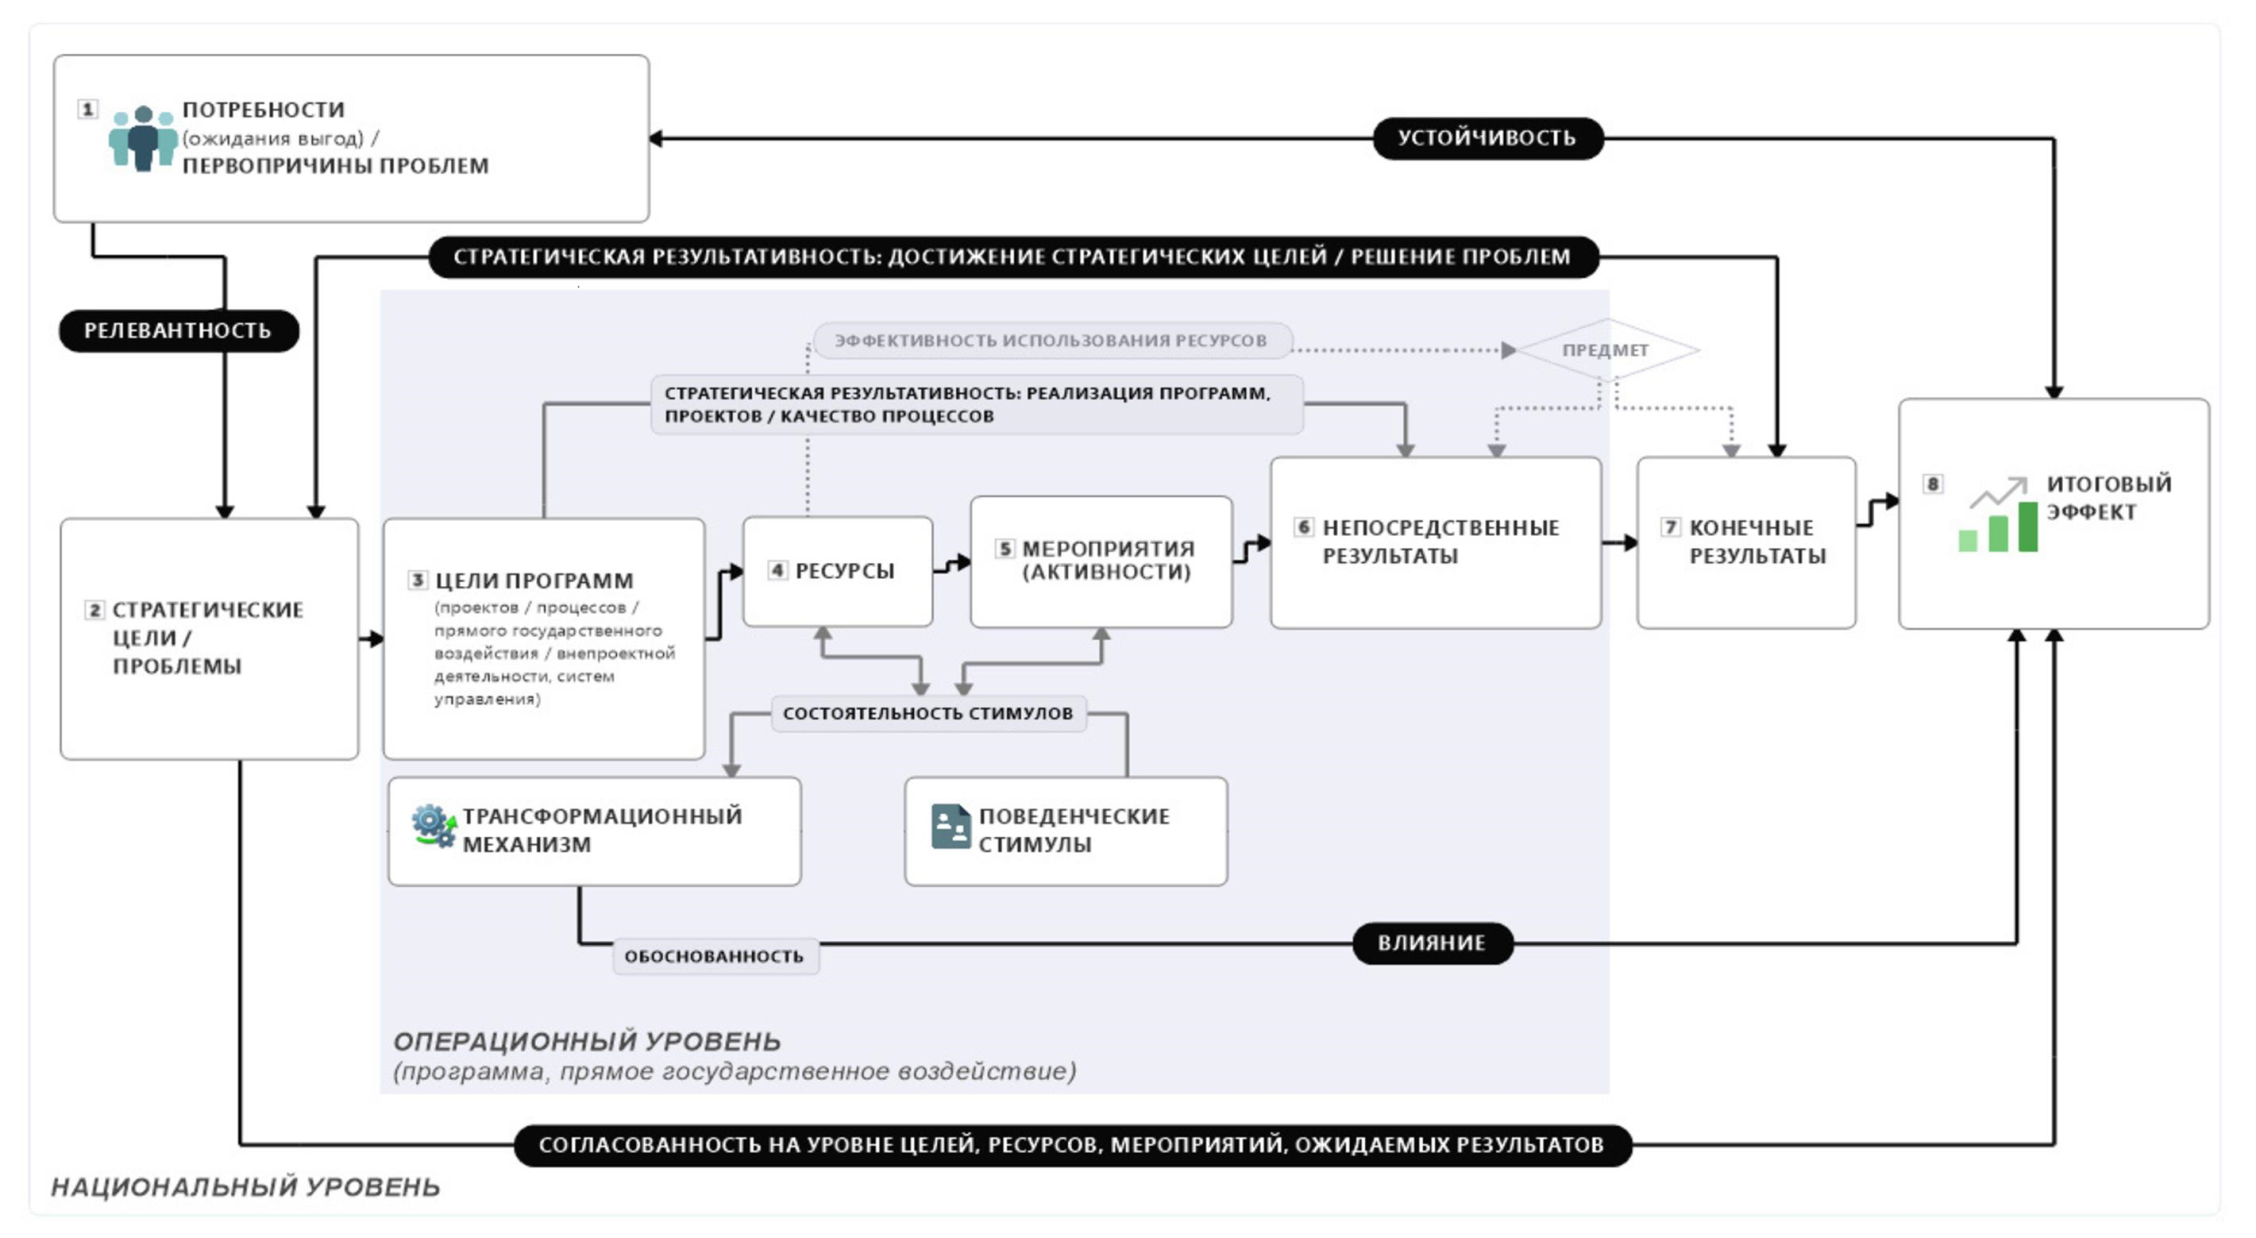 1
ПОТРЕБНОСТИ
(ожидания выгод) /
ПЕРВОПРИЧИНЫ ПРОБЛЕМ
УСТОЙЧИВОСТЬ
СТРАТЕГИЧЕСКАЯ РЕЗУЛЬТАТИВНОСТЬ: ДОСТИЖЕНИЕ СТРАТЕГИЧЕСКИХ ЦЕЛЕЙ / РЕШЕНИЕ ПРОБЛЕМ
РЕЛЕВАНТНОСТЬ
ЭФФЕКТИВНОСТЬ ИСПОЛЬЗОВАНИЯ РЕСУРСОВ
ПРЕДМЕТ
СТРАТЕГИЧЕСКАЯ РЕЗУЛЬТАТИВНОСТЬ: РЕАЛИЗАЦИЯ ПРОГРАММ,
ПРОЕКТОВ / КАЧЕСТВО ПРОЦЕССОВ
2 СТРАТЕГИЧЕСКИЕ
ЦЕЛИ /
ПРОБЛЕМЫ
3 ЦЕЛИ ПРОГРАММ
(проектов / процессов /
прямого государственного
воздействия / внепроектной
деятельности, систем
управления)
4 РЕСУРСЫ
5 МЕРОПРИЯТИЯ
(АКТИВНОСТИ)
6 НЕПОСРЕДСТВЕННЫЕ
РЕЗУЛЬТАТЫ
7 КОНЕЧНЫЕ
РЕЗУЛЬТАТЫ
8 ИТОГОВЫЙ
ЭФФЕКТ
СОСТОЯТЕЛЬНОСТЬ СТИМУЛОВ
ТРАНСФОРМАЦИОННЫЙ
МЕХАНИЗМ
ПОВЕДЕНЧЕСКИЕ
СТИМУЛЫ
ОБОСНОВАННОСТЬ
ВЛИЯНИЕ
ОПЕРАЦИОННЫЙ УРОВЕНЬ
(программа, прямое государственное воздействие)
СОГЛАСОВАННОСТЬ НА УРОВНЕ ЦЕЛЕЙ, РЕСУРСОВ, МЕРОПРИЯТИЙ, ОЖИДАЕМЫХ РЕЗУЛЬТАТОВ
НАЦИОНАЛЬНЫЙ УРОВЕНЬ